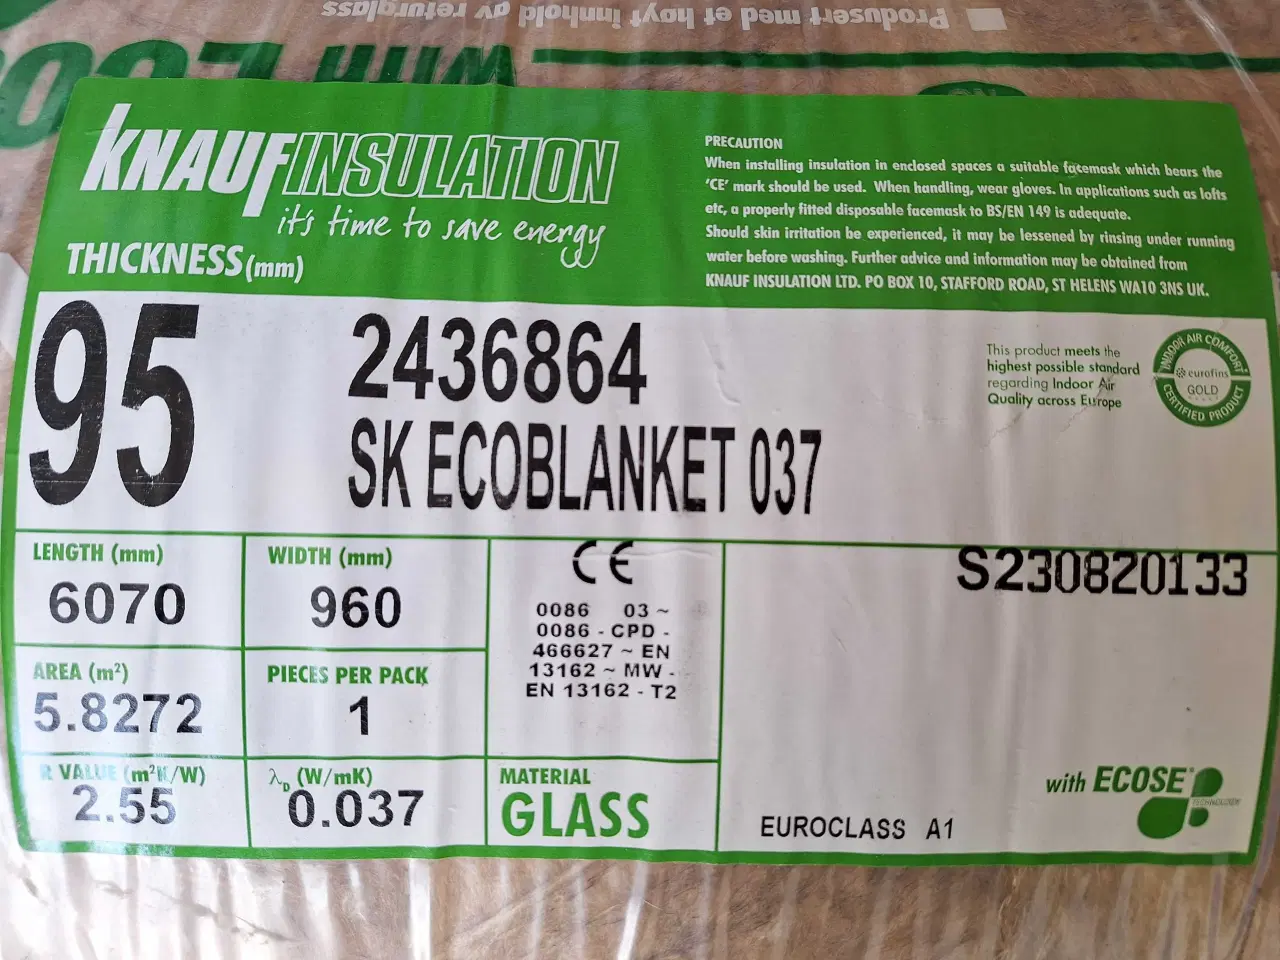 Produsert med et høyt innhold av returglass
with ECO
KNAUFINSULATION
it's time to save energy
THICKNESS (mm)
PRECAUTION
When installing insulation in enclosed spaces a suitable facemask which bears the
'CE' mark should be used. When handling, wear gloves. In applications such as lofts
etc, a properly fitted disposable facemask to BS/EN 149 is adequate.
Should skin irritation be experienced, it may be lessened by rinsing under running
water before washing. Further advice and information may be obtained from
KNAUF INSULATION LTD. PO BOX 10, STAFFORD ROAD, ST HELENS WA10 3NS UK.
95
2436864
SK ECOBLANKET 037
This product meets the
highest possible standard
regarding Indoor Air
Quality across Europe
INDOOR AIR COMFORT
eurofins
GOLD
CERTIFIED PRODUCT
LENGTH (mm)
6070
WIDTH (mm)
960
AREA (m²)
5.8272
PIECES PER PACK
1
R VALUE (m²K/W)
2.55
λD (W/mK)
0.037
CE
0086 03 ~
0086 - CPD -
466627 ~ EN
13162 ~ MW -
EN 13162 - T2
MATERIAL
GLASS
S230820133
EUROCLASS A1
with ECOSE®
TECHNOLOGY